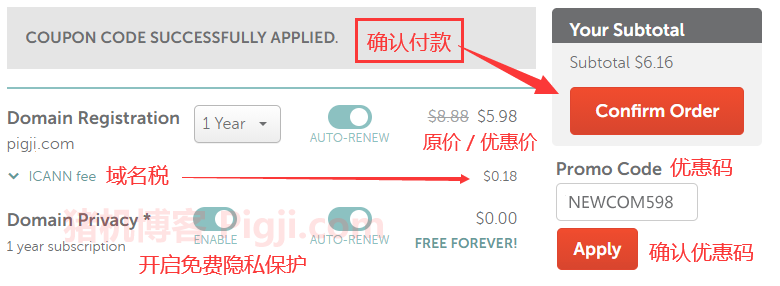 COUPON CODE SUCCESSFULLY APPLIED.
确认付款
Your Subtotal
Subtotal $6.16
Confirm Order
Domain Registration
1 Year
AUTO-RENEW
$8.88 $5.98
pigji.com
原价 / 优惠价
ICANN fee
域名税
$0.18
Promo Code
优惠码
NEWCOM598
Apply
确认优惠码
Domain Privacy *
ENABLE
AUTO-RENEW
$0.00
1 year subscription
FREE FOREVER!
猪机博客 Pigji.com
开启免费隐私保护